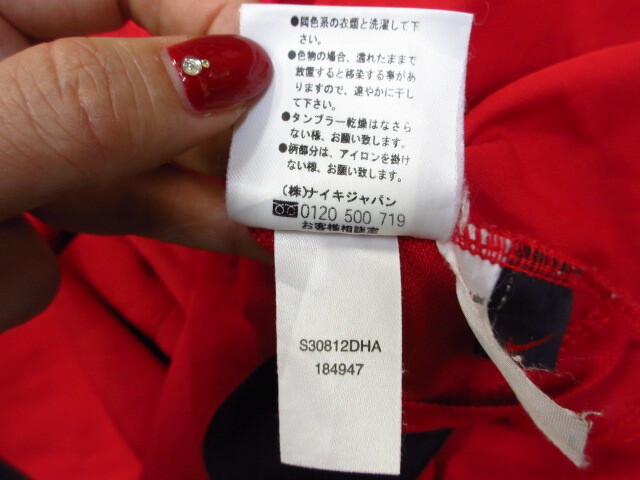 ●同色系の衣類と洗濯して下
さい。
●色物の場合、濡れたままで
放置すると移染する事があ
りますので、速やかに干し
て下さい。
●タンブラー乾燥はなさら
ない様、お願い致します。
●柄部分は、アイロンを掛け
ない様、お願い致します。
(株)ナイキジャパン
0120 500 719
お客様相談室
S30812DHA
184947